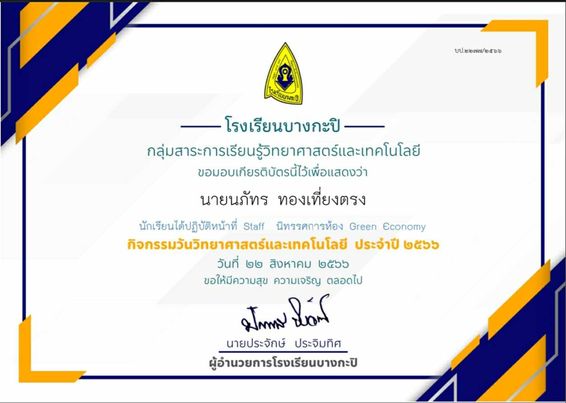 บป.๒๒๗๗/๒๕๖๖
โรงเรียนบางกะปิ
โรงเรียนบางกะปิ
กลุ่มสาระการเรียนรู้วิทยาศาสตร์และเทคโนโลยี
ขอมอบเกียรติบัตรนี้ไว้เพื่อแสดงว่า
นายนภัทร ทองเที่ยงตรง
นักเรียนได้ปฏิบัติหน้าที่ Staff นิทรรศการห้อง Green Economy
กิจกรรมวันวิทยาศาสตร์และเทคโนโลยี ประจำปี ๒๕๖๖
วันที่ ๒๒ สิงหาคม ๒๕๖๖
ขอให้มีความสุข ความเจริญ ตลอดไป
นายประจักษ์ ประจิมทิศ
ผู้อำนวยการโรงเรียนบางกะปิ